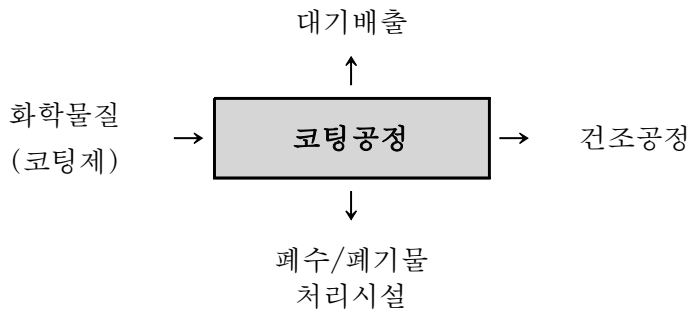 대기배출
화학물질
(코팅제)
코팅공정
건조공정
폐수/폐기물
처리시설